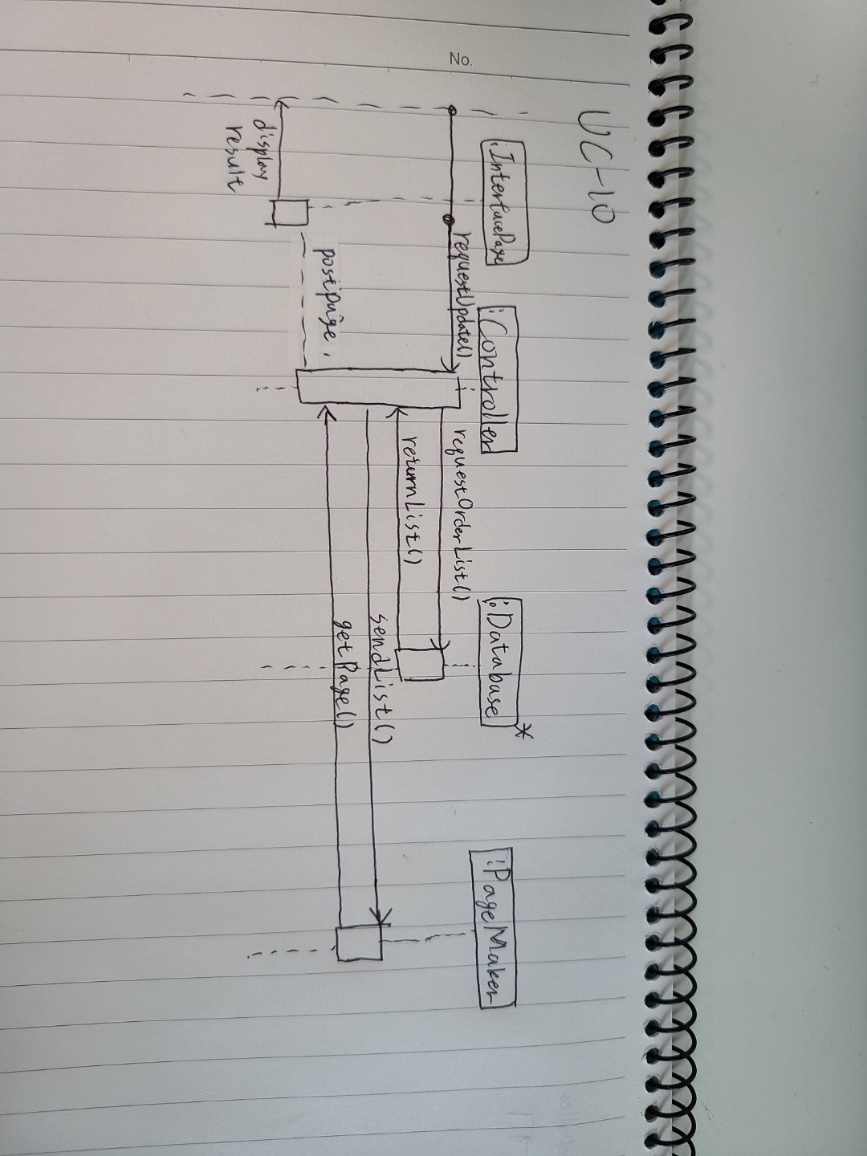 No.
UC-10
:InterfacePage
:Controller
:Database
*
:PageMaker
requestUpdate()
requestOrderList()
returnList()
sendList()
getPage()
postpage.
display
result